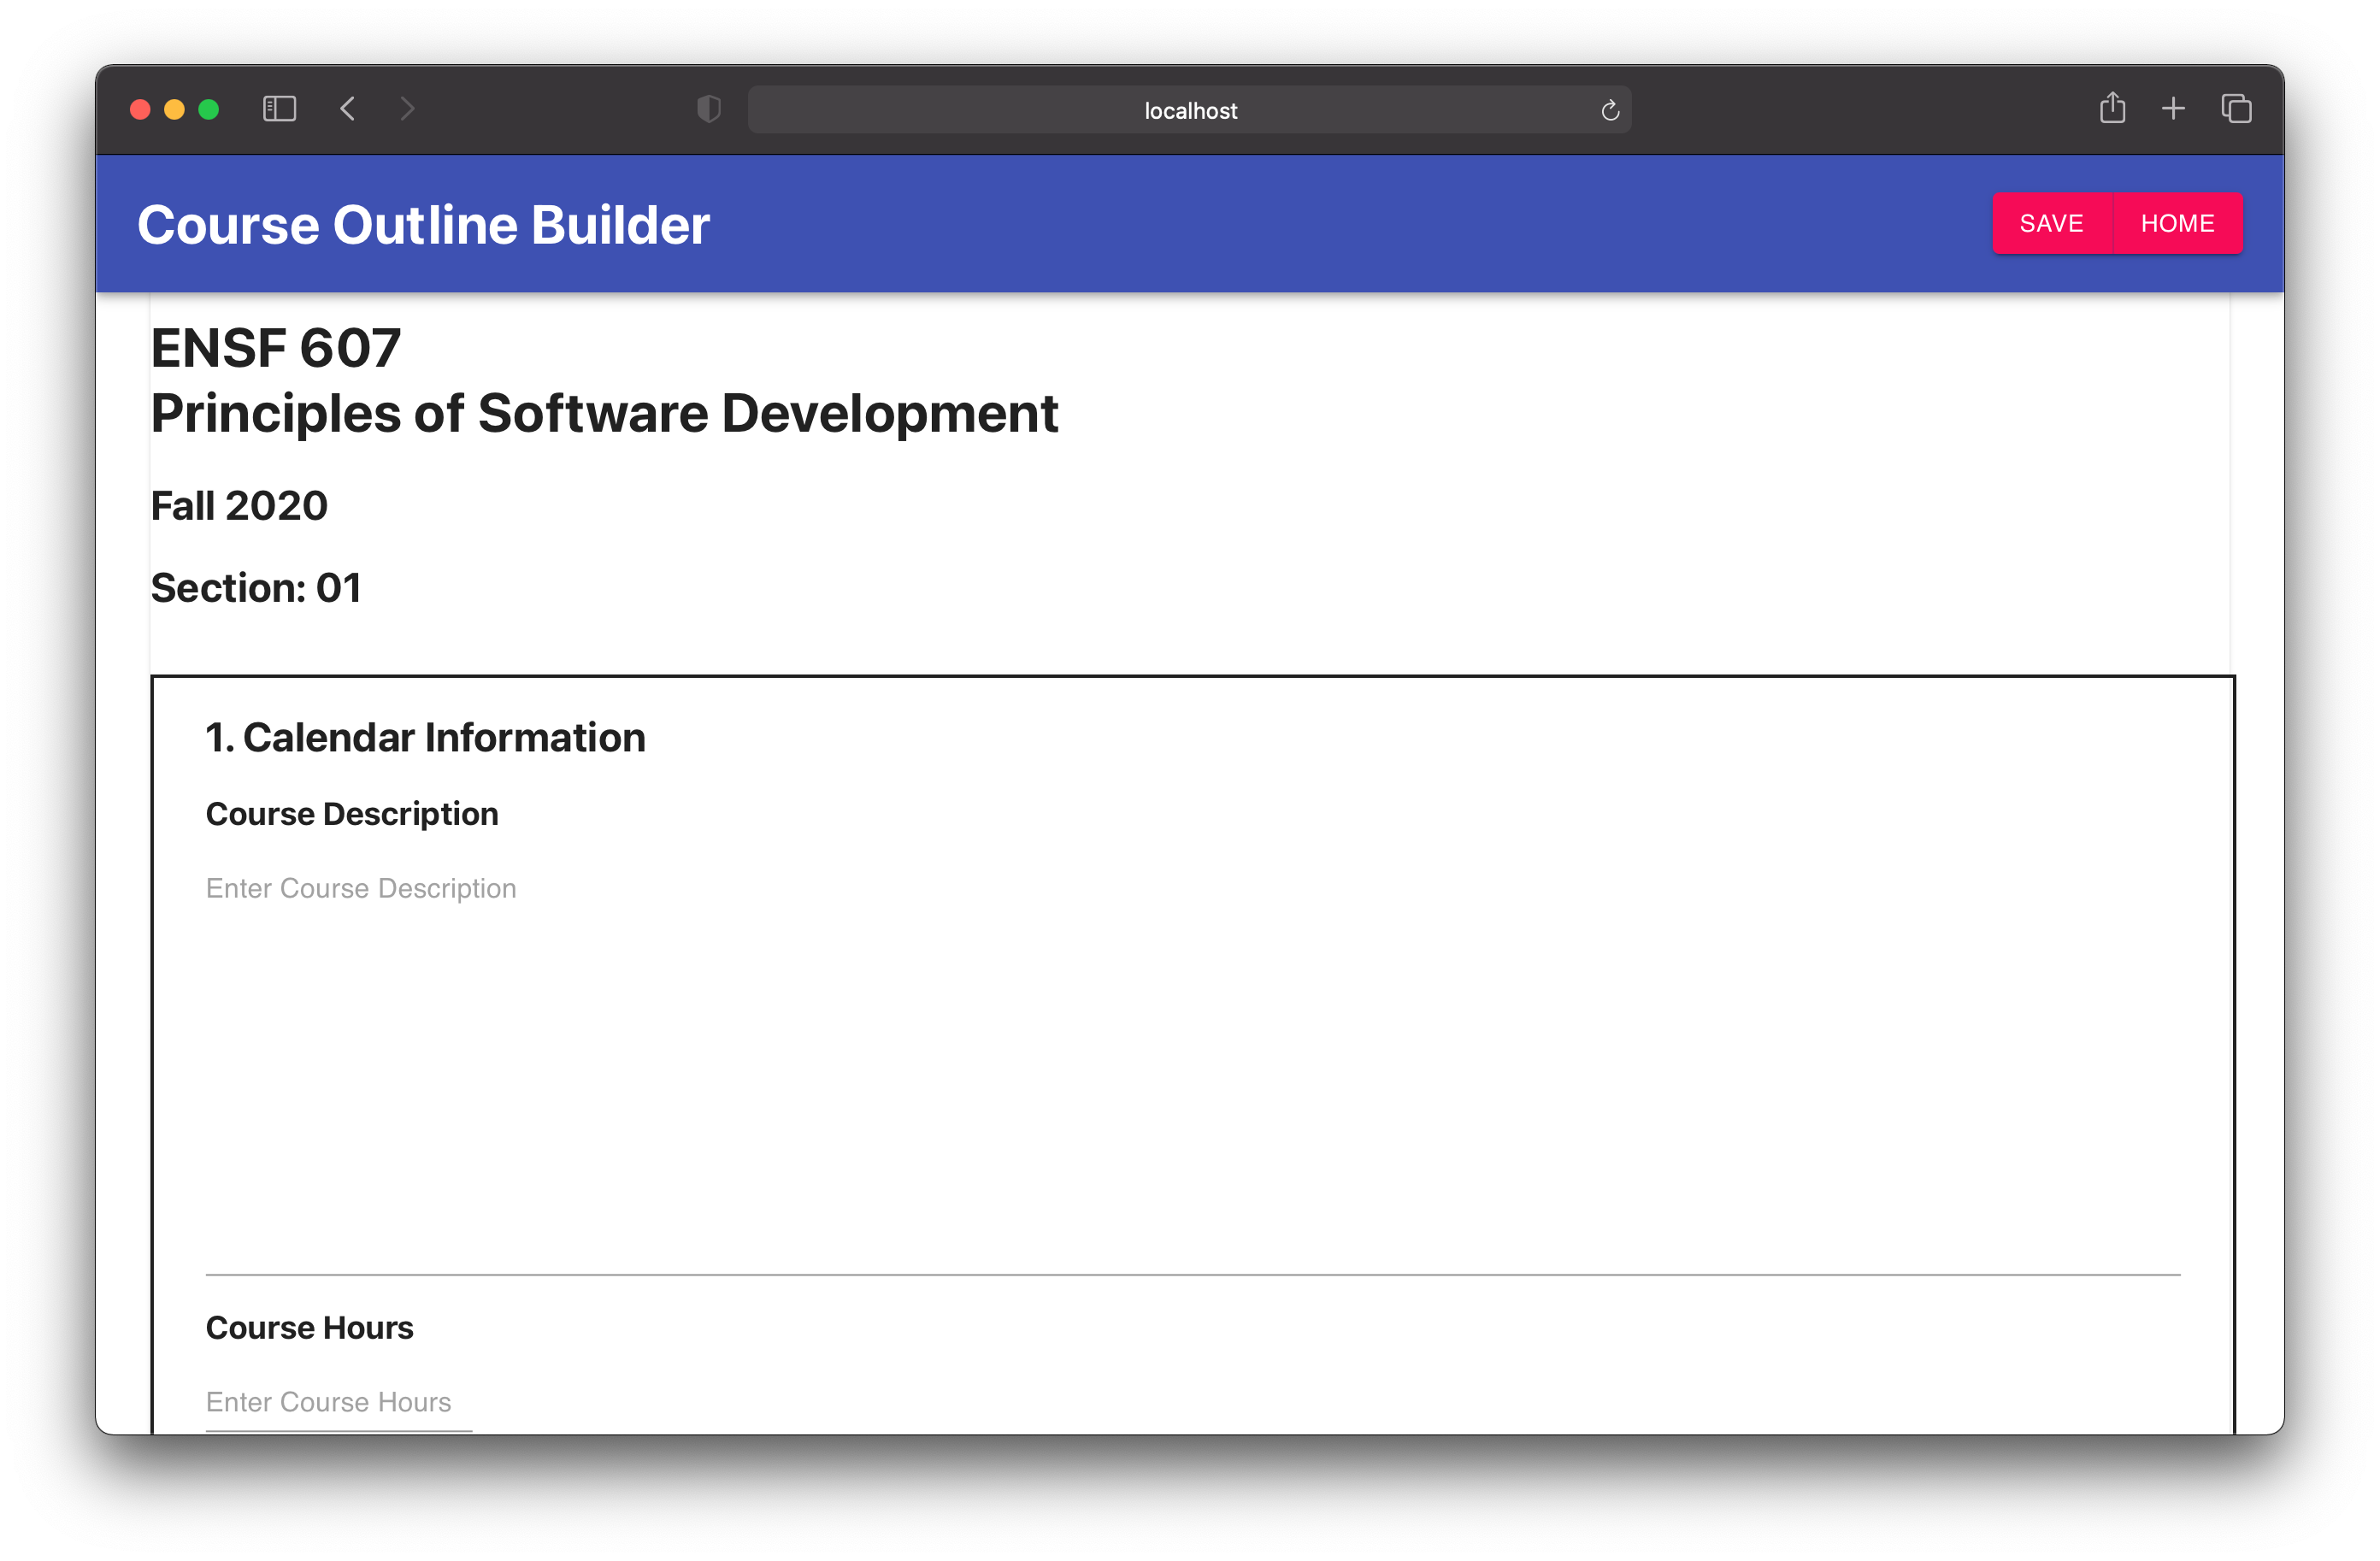 localhost
Course Outline Builder
SAVE HOME
ENSF 607
Principles of Software Development
Fall 2020
Section: 01
1. Calendar Information
Course Description
Enter Course Description
Course Hours
Enter Course Hours